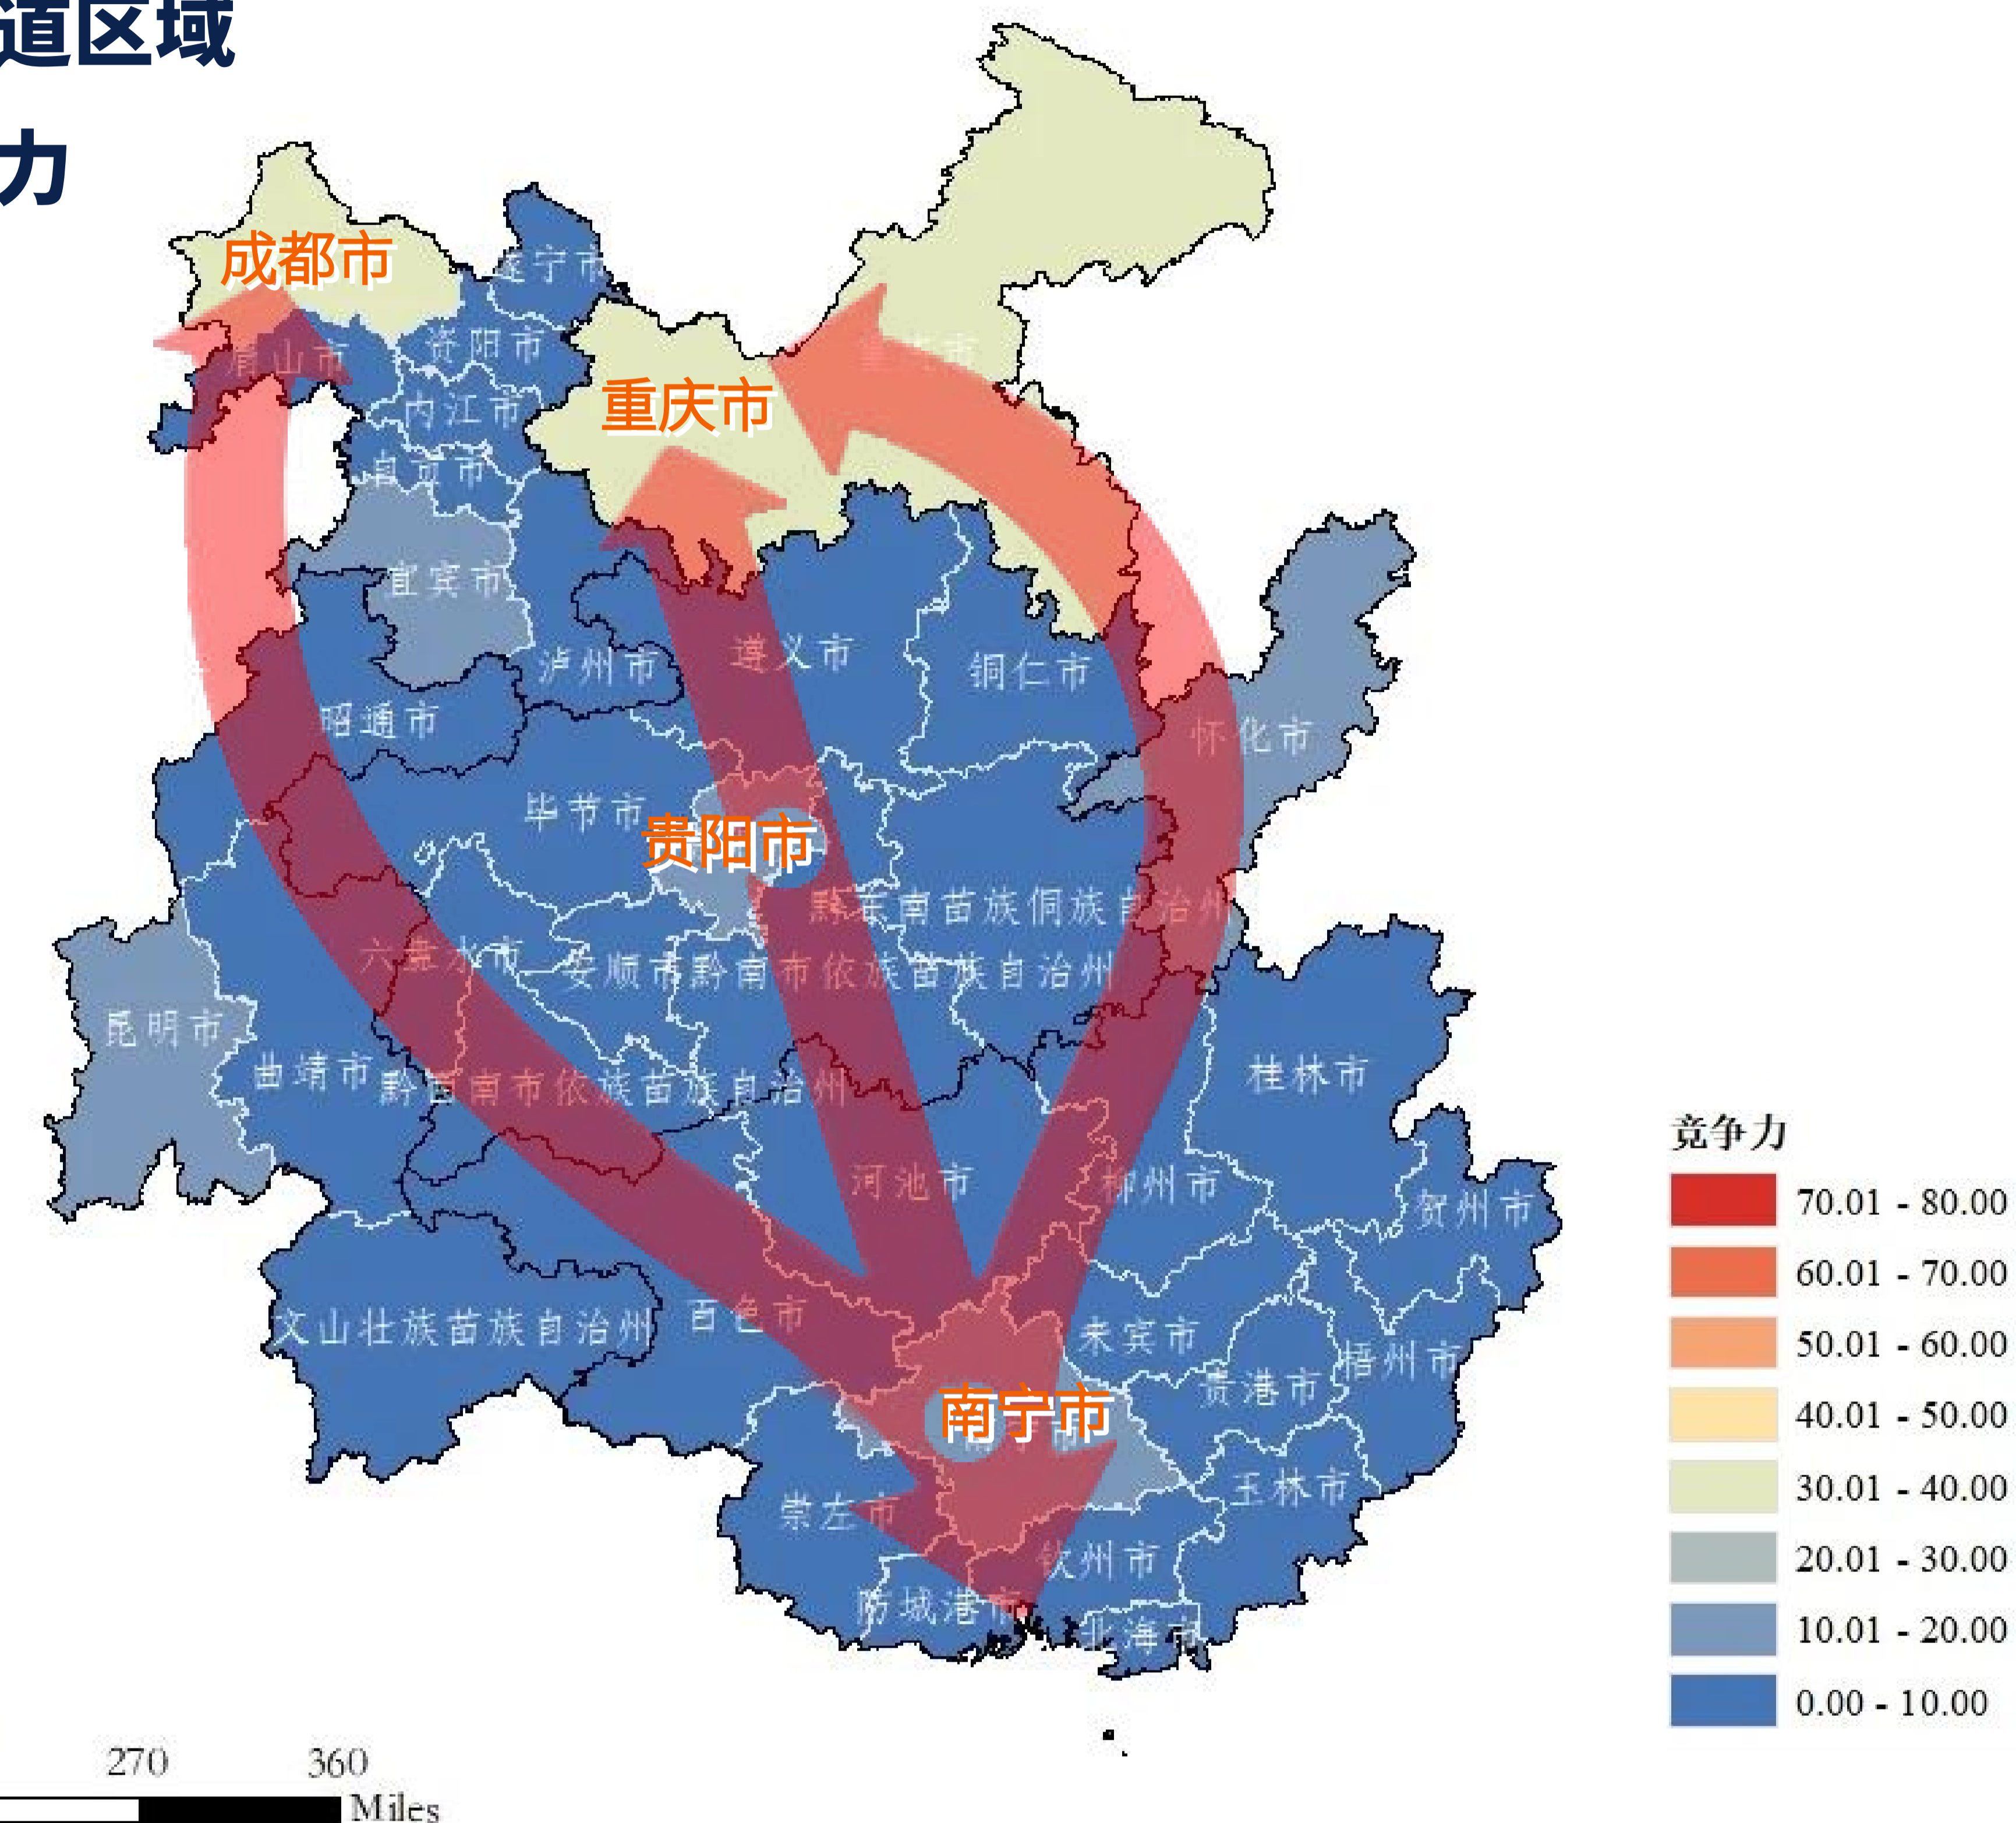 道区域
力
成都市
遂宁市
眉山市
资阳市
重庆市
内江市
自贡市
宜宾市
泸州市
遵义市
铜仁市
昭通市
怀化市
毕节市
贵阳市
黔东南苗族侗族自治州
六盘水市
安顺市
黔南布依族苗族自治州
昆明市
曲靖市
黔西南布依族苗族自治州
桂林市
河池市
柳州市
贺州市
文山壮族苗族自治州
百色市
来宾市
梧州市
贵港市
南宁市
玉林市
崇左市
钦州市
防城港市
北海市
竞争力
70.01 - 80.00
60.01 - 70.00
50.01 - 60.00
40.01 - 50.00
30.01 - 40.00
20.01 - 30.00
10.01 - 20.00
0.00 - 10.00
270 360
Miles